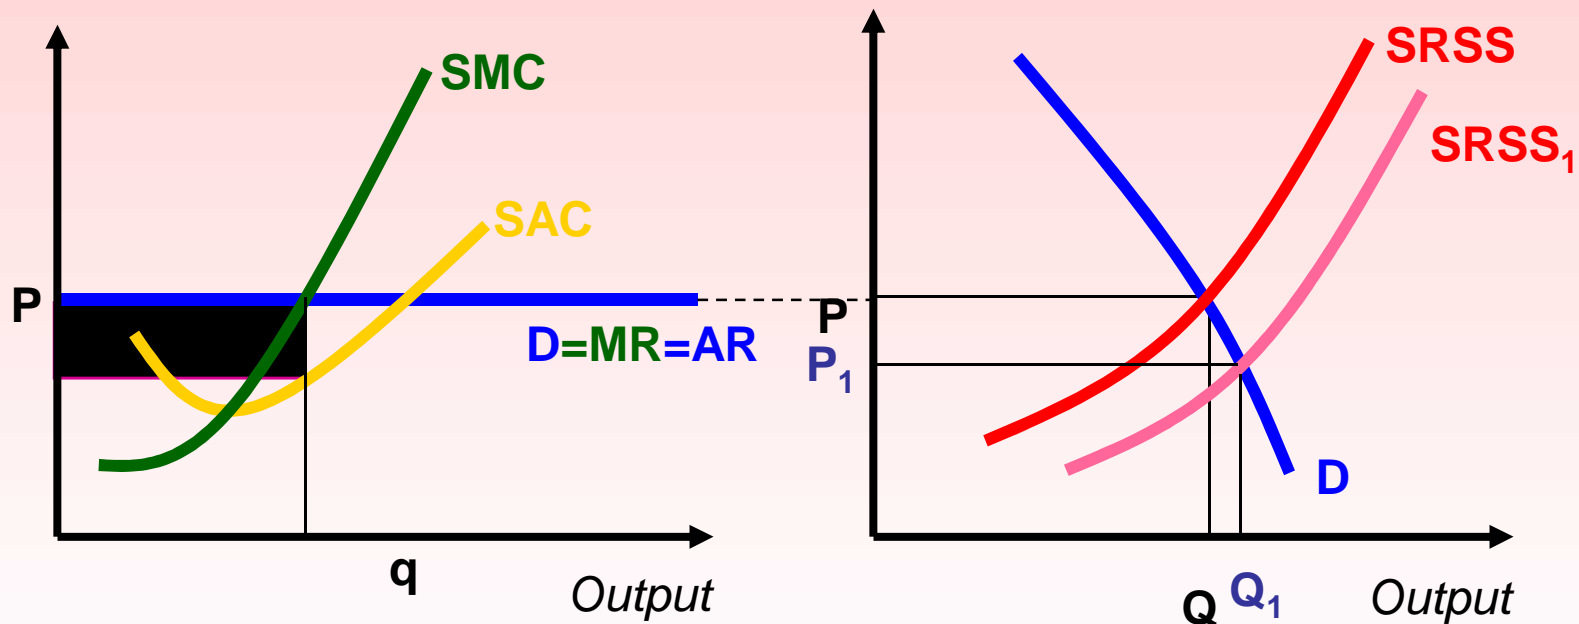 SMC
SAC
P
D=MR=AR
q
Output
SRSS
SRSS₁
P
P₁
D
Q
Q₁
Output